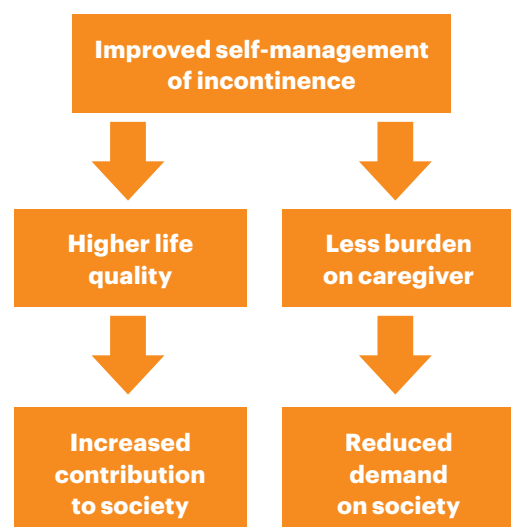 Improved self-management
of incontinence
Higher life
quality
Less burden
on caregiver
Increased
contribution
to society
Reduced
demand
on society